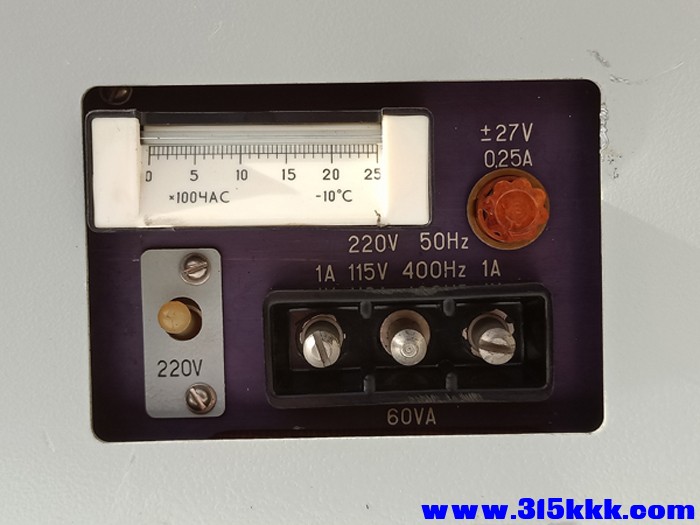 ±27V
0,25A
0 5 10 15 20 25
×100ЧАС -10°C
220V 50Hz
1A 115V 400Hz 1A
220V
60VA
www.315kkk.com